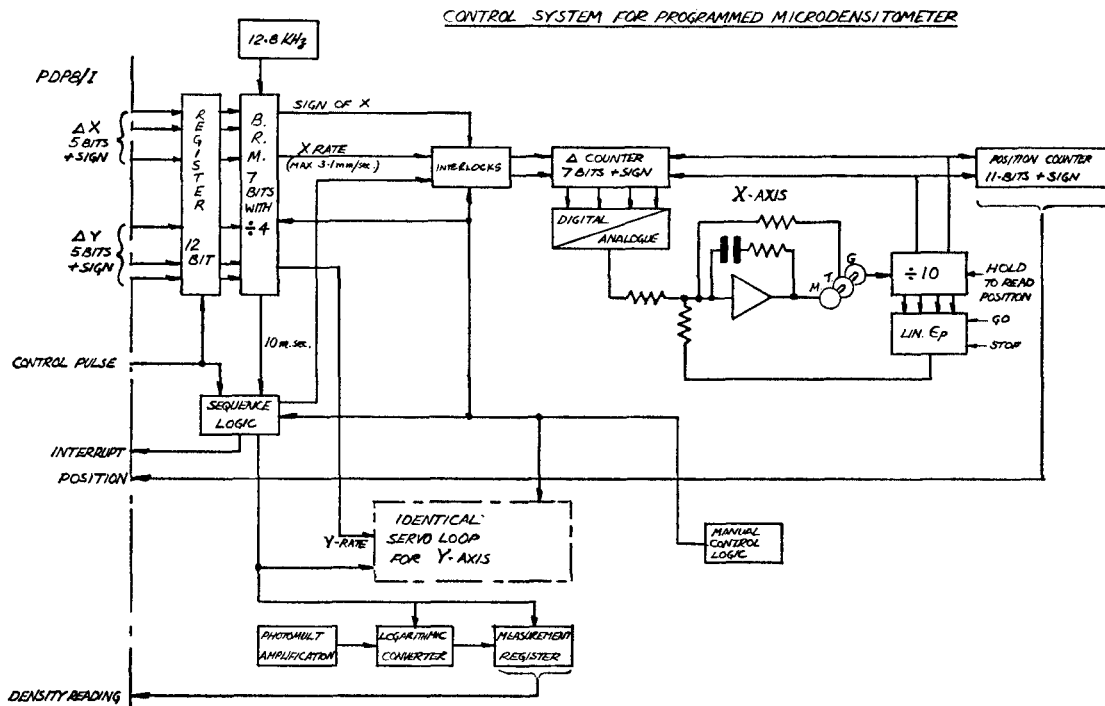 CONTROL SYSTEM FOR PROGRAMMED MICRODENSITOMETER
12.8 KHz
PDP8/I
ΔX
5 BITS
+SIGN
ΔY
5 BITS
+SIGN
REGISTER
12
BIT
B.
R.
M.
7
BITS
WITH
÷4
SIGN OF X
X RATE
(MAX 3.1mm/sec.)
INTERLOCKS
Δ COUNTER
7 BITS + SIGN
DIGITAL
ANALOGUE
X-AXIS
POSITION COUNTER
11-BITS + SIGN
M
T
G
÷10
HOLD
TO READ
POSITION
LIN. Ep
GO
STOP
10 m.sec.
CONTROL PULSE
SEQUENCE
LOGIC
INTERRUPT
POSITION
Y-RATE
IDENTICAL
SERVO LOOP
FOR Y-AXIS
MANUAL
CONTROL
LOGIC
PHOTOMULT
AMPLIFICATION
LOGARITHMIC
CONVERTER
MEASUREMENT
REGISTER
DENSITY READING